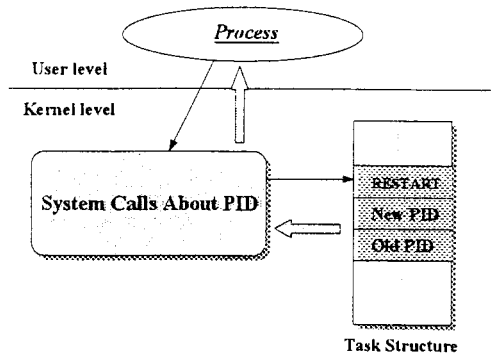 Process
User level
Kernel level
System Calls About PID
RESTART
New PID
Old PID
Task Structure